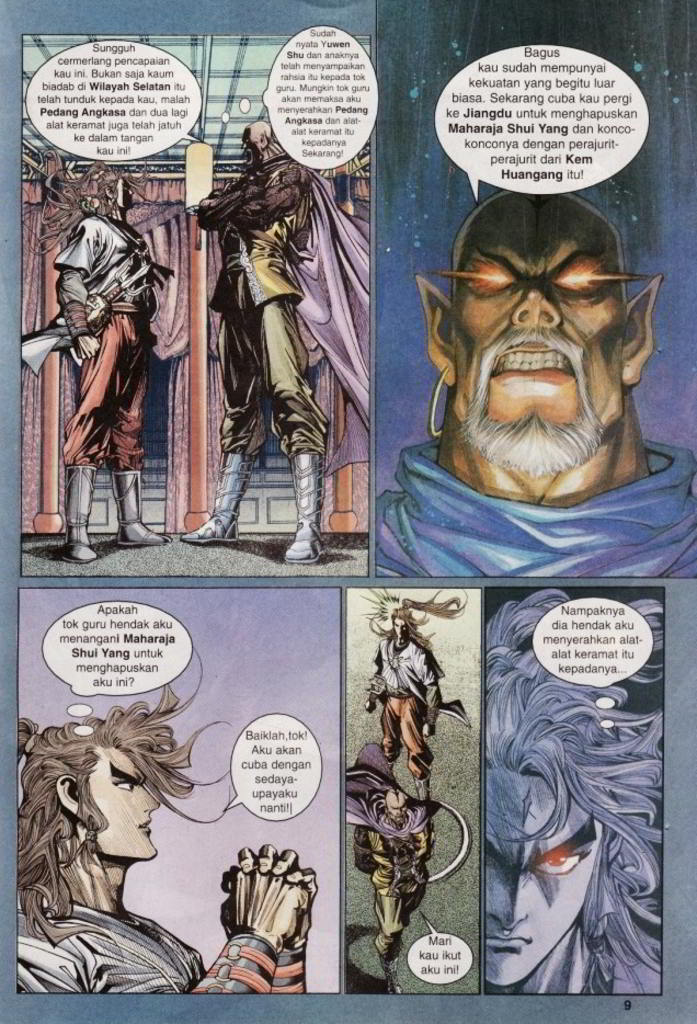 Sungguh
cermerlang pencapaian
kau ini. Bukan saja kaum
biadab di Wilayah Selatan itu
telah tunduk kepada kau, malah
Pedang Angkasa dan dua lagi
alat keramat juga telah jatuh
ke dalam tangan
kau ini!
Sudah
nyata Yuwen
Shu dan anaknya
telah menyampaikan
rahsia itu kepada tok
guru. Mungkin tok guru
akan memaksa aku
menyerahkan Pedang
Angkasa dan alat-
alat keramat itu
kepadanya
Sekarang!
Bagus
kau sudah mempunyai
kekuatan yang begitu luar
biasa. Sekarang cuba kau pergi
ke Jiangdu untuk menghapuskan
Maharaja Shui Yang dan konco-
konconya dengan perajurit-
perajurit dari Kem
Huangang itu!
Apakah
tok guru hendak aku
menangani Maharaja
Shui Yang untuk
menghapuskan
aku ini?
Baiklah,tok!
Aku akan
cuba dengan
sedaya-
upayaku
nanti!|
Mari
kau ikut
aku ini!
Nampaknya
dia hendak aku
menyerahkan alat-
alat keramat itu
kepadanya...
9